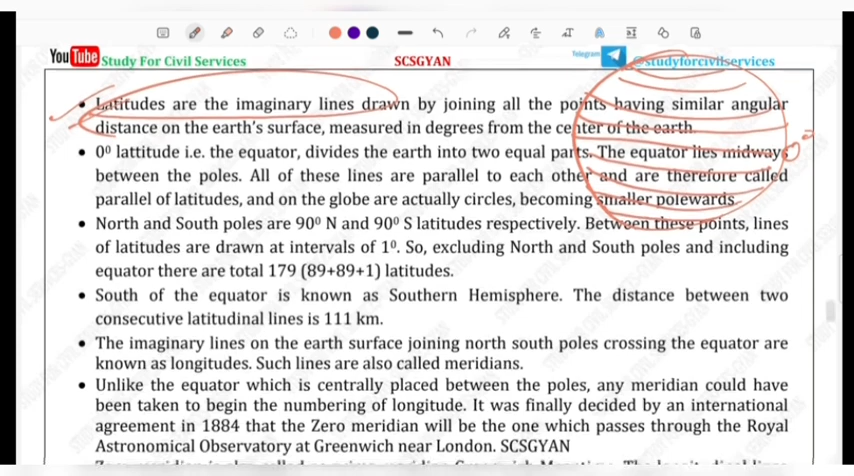 YouTube Study For Civil Services SCSGYAN Telegram @studyforcivilservices
• Latitudes are the imaginary lines drawn by joining all the points having similar angular
distance on the earth's surface, measured in degrees from the center of the earth.
• 0⁰ lattitude i.e. the equator, divides the earth into two equal parts. The equator lies midway 0°
between the poles. All of these lines are parallel to each other and are therefore called
parallel of latitudes, and on the globe are actually circles, becoming smaller polewards.
• North and South poles are 90⁰ N and 90⁰ S latitudes respectively. Between these points, lines
of latitudes are drawn at intervals of 1⁰. So, excluding North and South poles and including
equator there are total 179 (89+89+1) latitudes.
• South of the equator is known as Southern Hemisphere. The distance between two
consecutive latitudinal lines is 111 km.
• The imaginary lines on the earth surface joining north south poles crossing the equator are
known as longitudes. Such lines are also called meridians.
• Unlike the equator which is centrally placed between the poles, any meridian could have
been taken to begin the numbering of longitude. It was finally decided by an international
agreement in 1884 that the Zero meridian will be the one which passes through the Royal
Astronomical Observatory at Greenwich near London. SCSGYAN